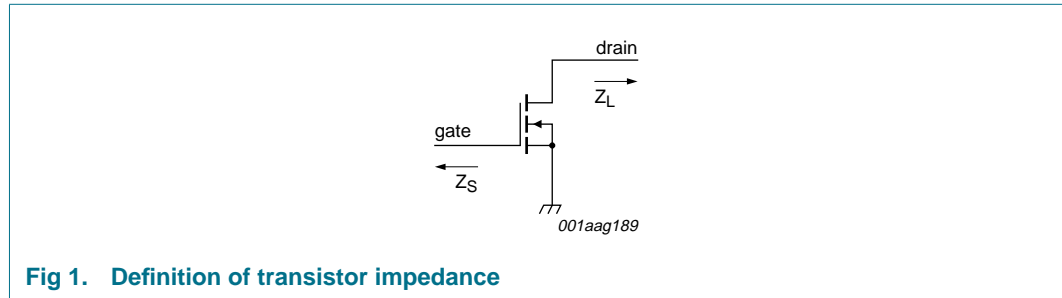 drain
Z_L
gate
Z_S
001aag189
Fig 1. Definition of transistor impedance